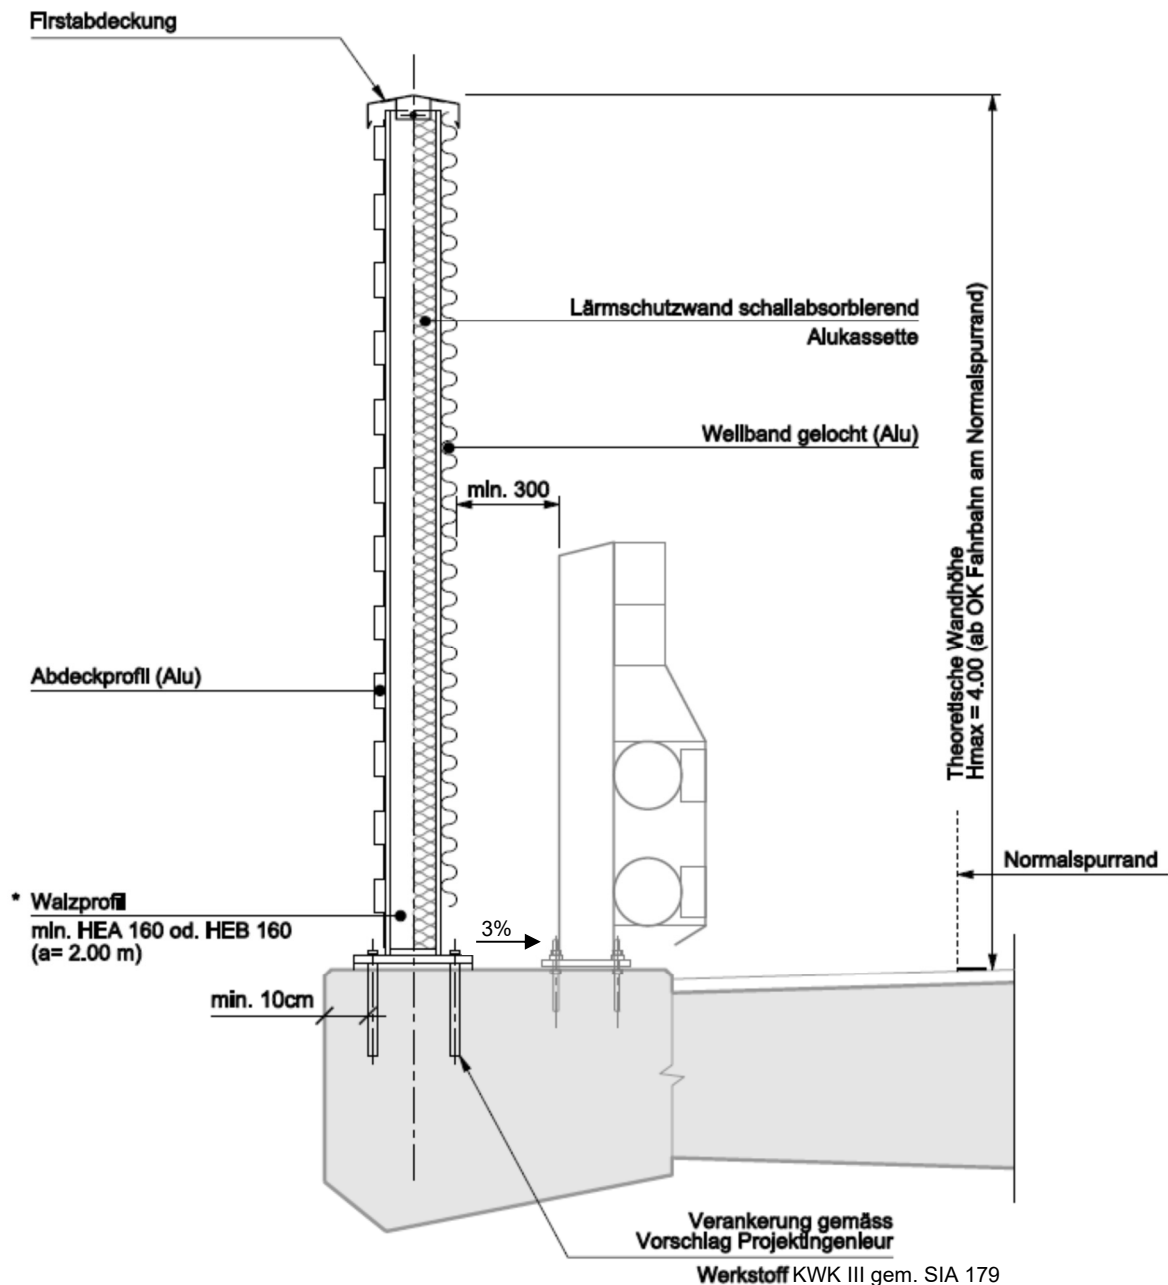 Firstabdeckung
Lärmschutzwand schallabsorbierend
Alukassette
Wellband gelocht (Alu)
min. 300
Theoretische Wandhöhe
Hmax = 4.00 (ab OK Fahrbahn am Normalspurrand)
Abdeckprofil (Alu)
Normalspurrand
* Walzprofil
min. HEA 160 od. HEB 160
(a= 2.00 m)
3%
min. 10cm
Verankerung gemäss
Vorschlag Projektingenieur
Werkstoff KWK III gem. SIA 179